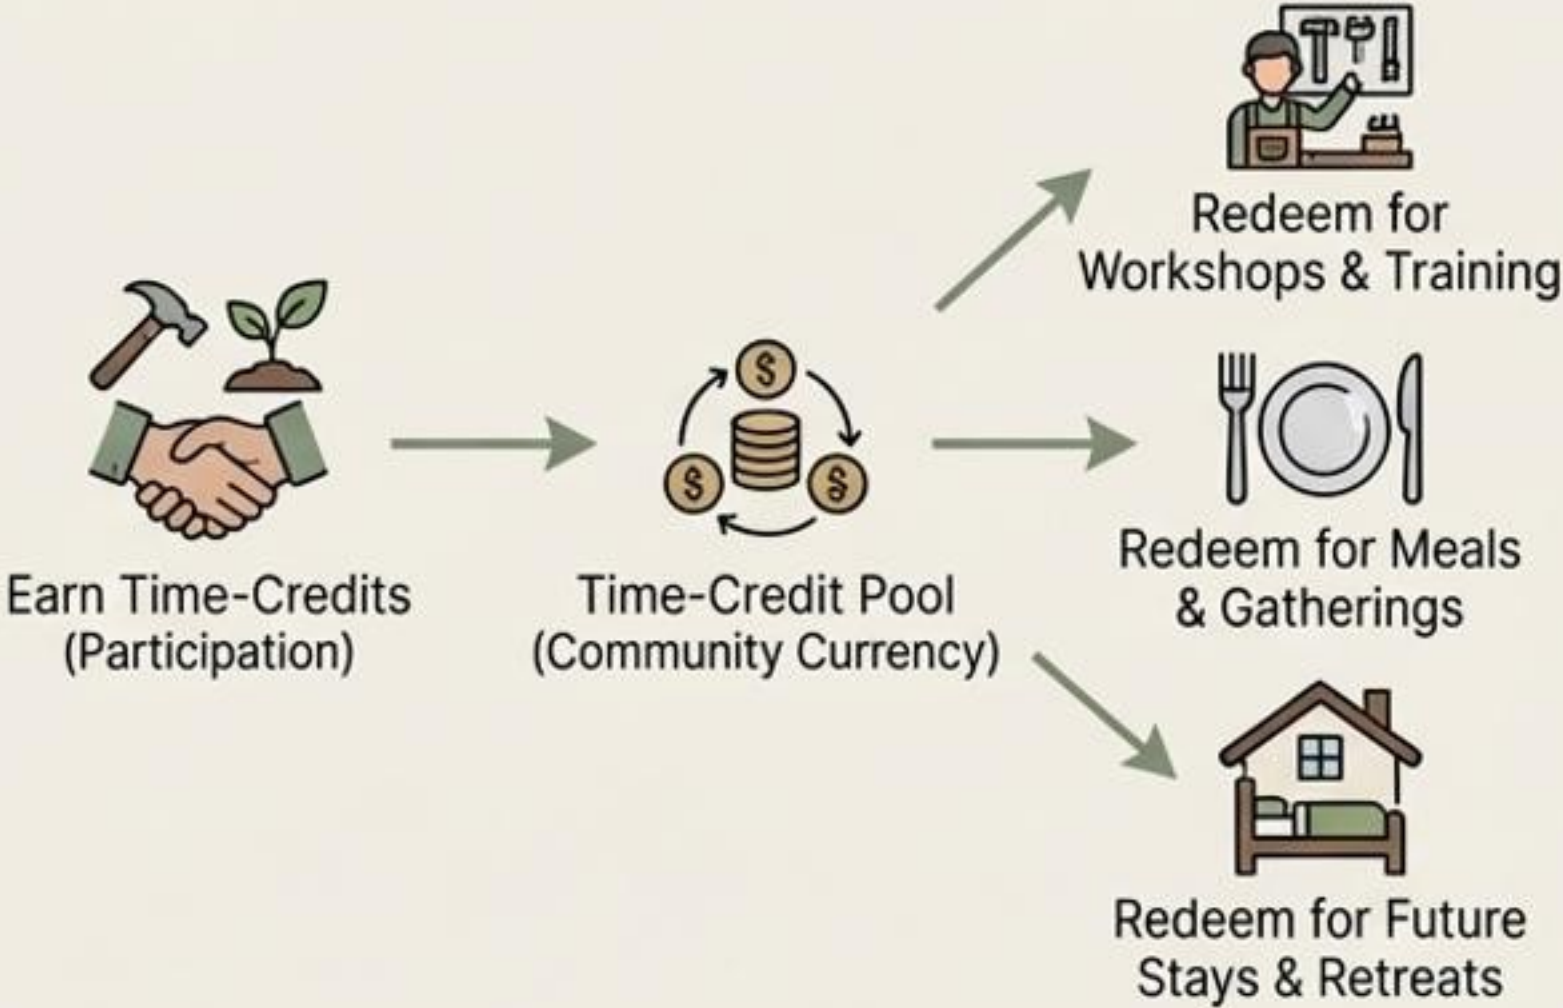 Earn Time-Credits
(Participation)
$
$
$
Time-Credit Pool
(Community Currency)
Redeem for
Workshops & Training
Redeem for Meals
& Gatherings
Redeem for Future
Stays & Retreats